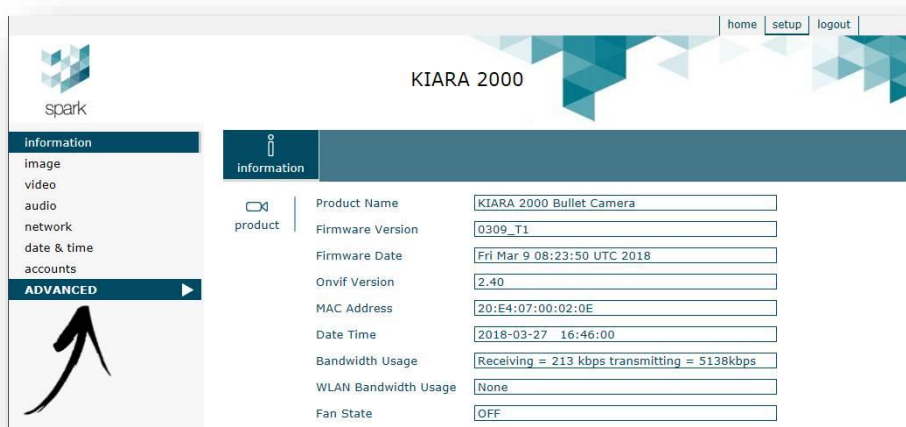 home setup logout
spark
KIARA 2000
information
image
video
audio
network
date & time
accounts
ADVANCED
information
product
Product Name KIARA 2000 Bullet Camera
Firmware Version 0309_T1
Firmware Date Fri Mar 9 08:23:50 UTC 2018
Onvif Version 2.40
MAC Address 20:E4:07:00:02:0E
Date Time 2018-03-27 16:46:00
Bandwidth Usage Receiving = 213 kbps transmitting = 5138kbps
WLAN Bandwidth Usage None
Fan State OFF